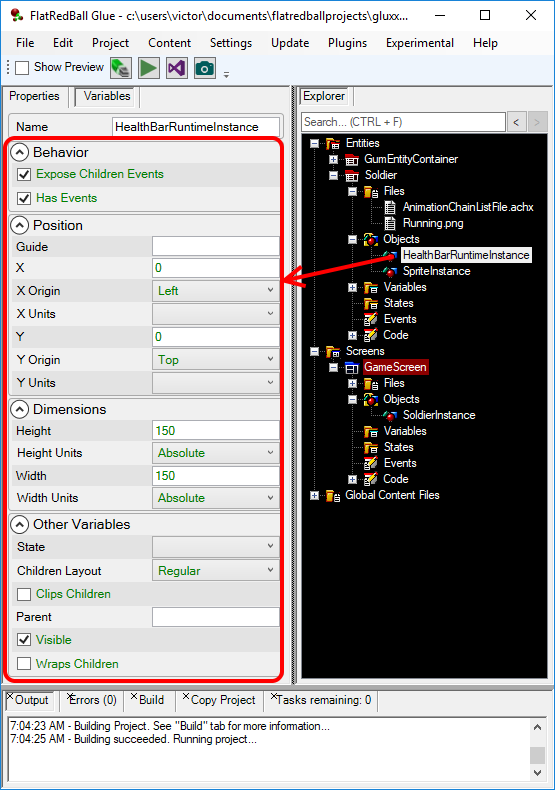 FlatRedBall Glue - c:\users\victor\documents\flatredballprojects\gluxx...
File Edit Project Content Settings Update Plugins Experimental Help
Show Preview
Properties Variables
Name HealthBarRuntimeInstance
Behavior
Expose Children Events
Has Events
Position
Guide
X 0
X Origin Left
X Units
Y 0
Y Origin Top
Y Units
Dimensions
Height 150
Height Units Absolute
Width 150
Width Units Absolute
Other Variables
State
Children Layout Regular
Clips Children
Parent
Visible
Wraps Children
Explorer
Search... (CTRL + F) < >
Entities
GumEntityContainer
Soldier
Files
AnimationChainListFile.achx
Running.png
Objects
HealthBarRuntimeInstance
SpriteInstance
Variables
States
Events
Code
Screens
GameScreen
Files
Objects
SoldierInstance
Variables
States
Events
Code
Global Content Files
Output Errors (0) Build Copy Project Tasks remaining: 0
7:04:23 AM - Building Project. See "Build" tab for more information...
7:04:25 AM - Building succeeded. Running project...